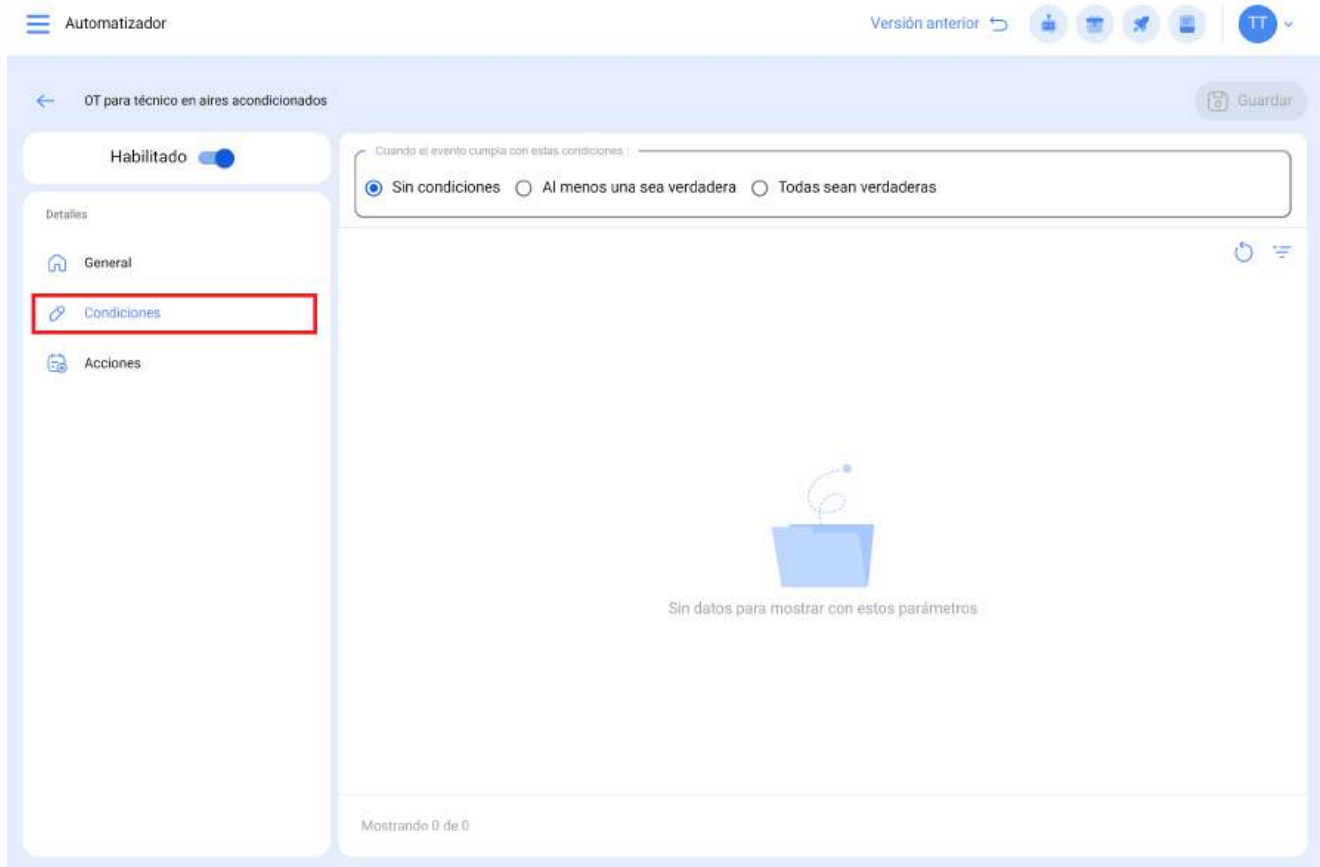 Automatizador
Versión anterior
TT
OT para técnico en aires acondicionados
Guardar
Habilitado
Cuando el evento cumpla con estas condiciones :
Sin condiciones Al menos una sea verdadera Todas sean verdaderas
Detalles
General
Condiciones
Acciones
Sin datos para mostrar con estos parámetros
Mostrando 0 de 0